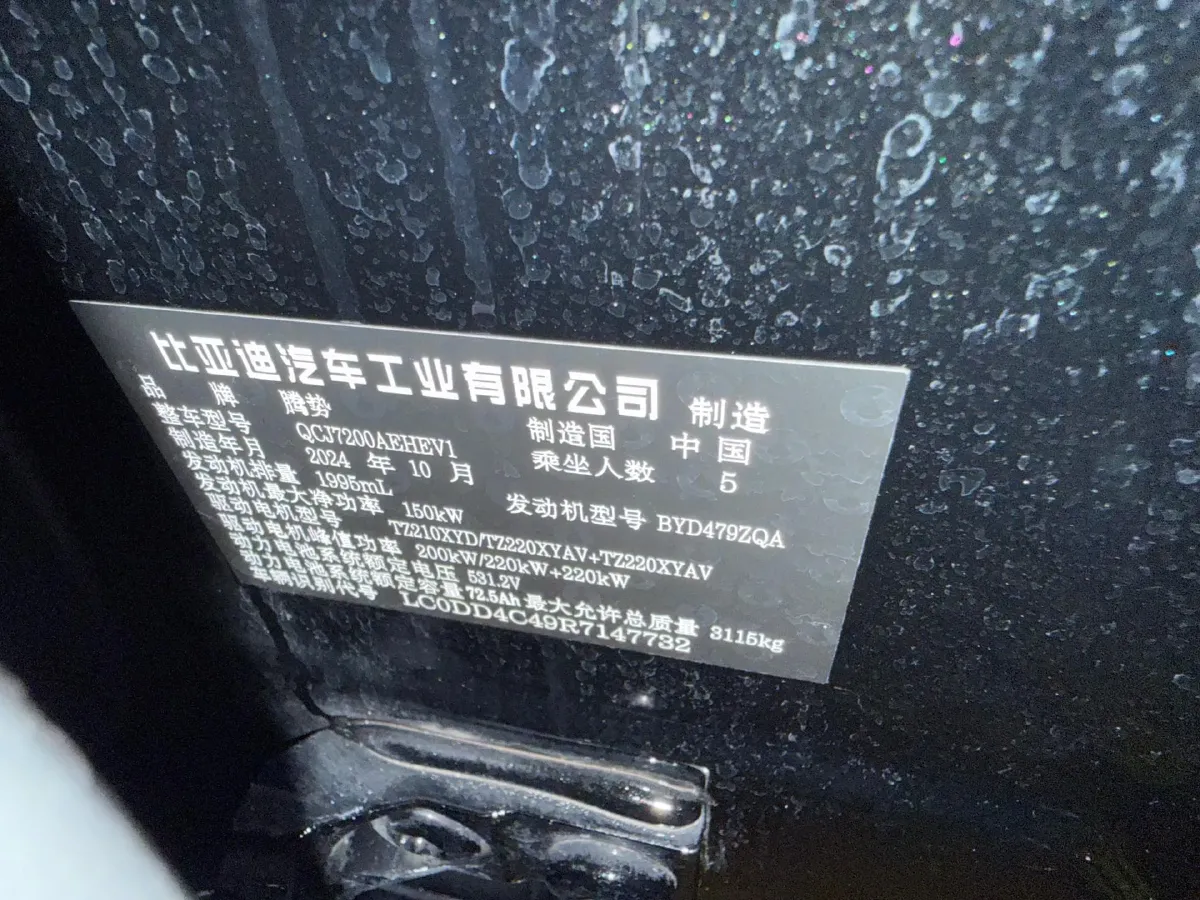 比亚迪汽车工业有限公司 制造
品牌 腾势 制造国 中国
整车型号 QCJ7200AEHEV1 乘坐人数 5
制造年月 2024 年 10 月
发动机排量 1995mL 发动机型号 BYD479ZQA
发动机最大净功率 150kW
驱动电机型号 TZ210XYD/TZ220XYAV+TZ220XYAV
驱动电机峰值功率 200kW/220kW+220kW
动力电池系统额定电压 531.2V
动力电池系统额定容量 72.5Ah 最大允许总质量 3115kg
车辆识别代号 LC0DD4C49R7147732